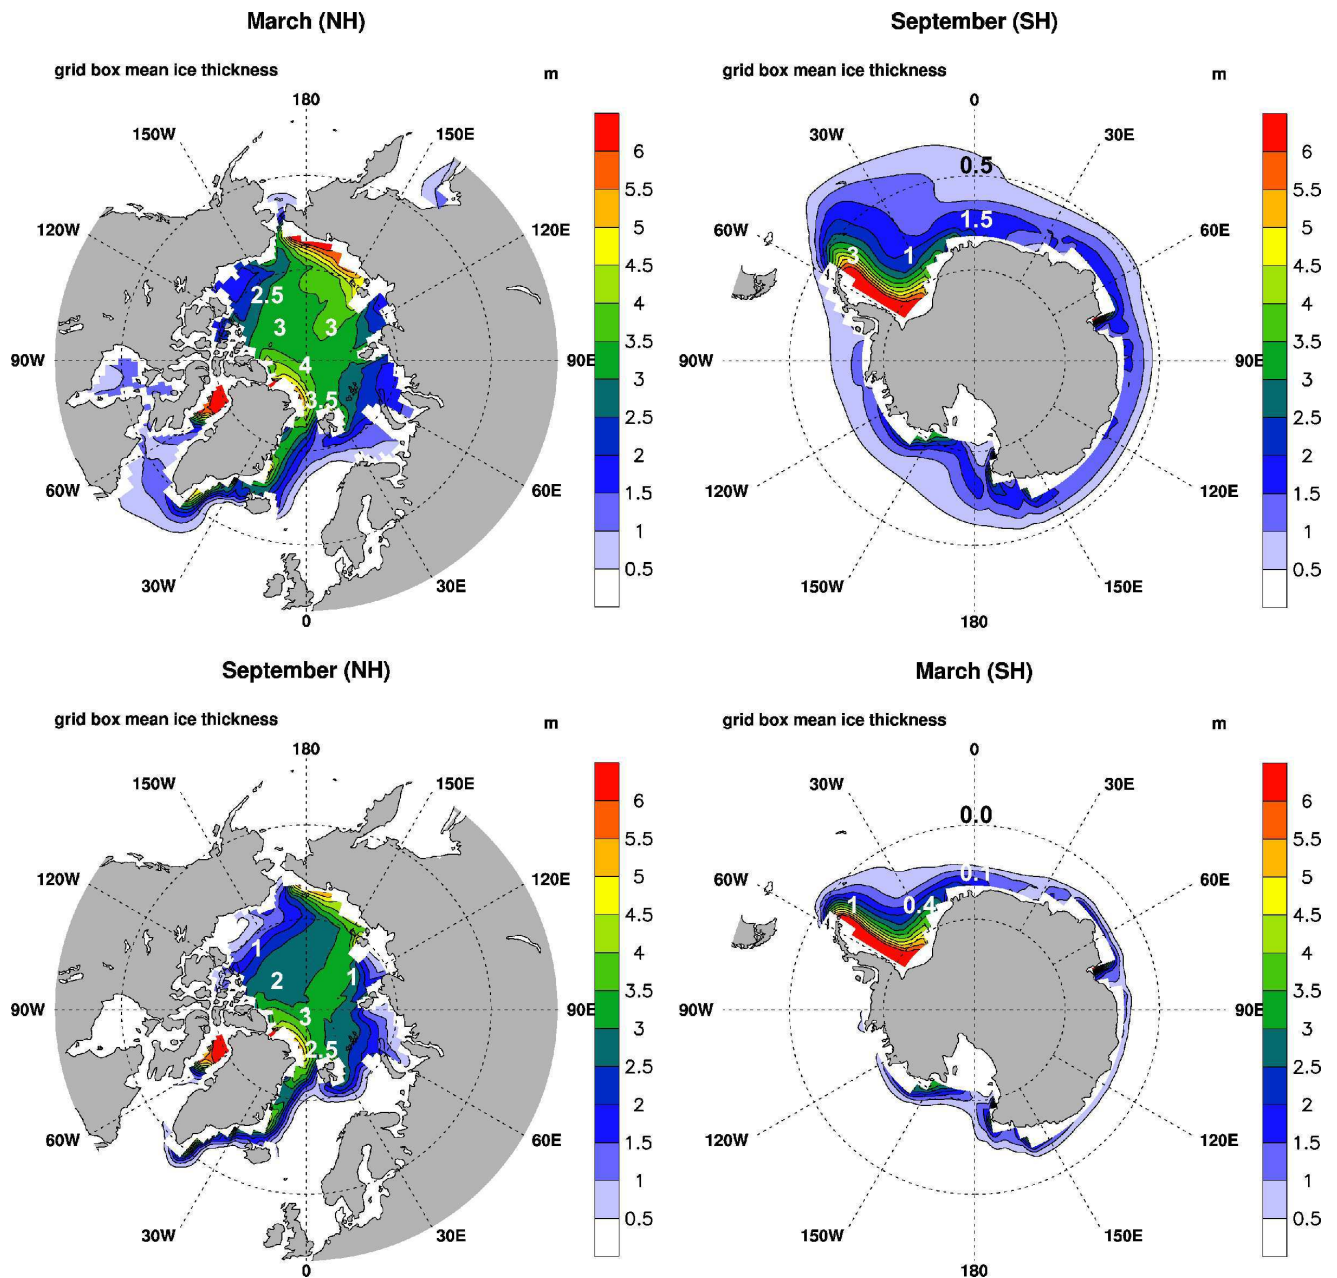 March (NH)
grid box mean ice thickness m
180
150W 150E
120W 120E
90W 90E
60W 60E
30W 30E
0
2.5
3 3
4
3.5
6
5.5
5
4.5
4
3.5
3
2.5
2
1.5
1
0.5
September (SH)
grid box mean ice thickness m
0
30W 30E
60W 60E
90W 90E
120W 120E
150W 150E
180
0.5
1.5
3 1
6
5.5
5
4.5
4
3.5
3
2.5
2
1.5
1
0.5
September (NH)
grid box mean ice thickness m
180
150W 150E
120W 120E
90W 90E
60W 60E
30W 30E
0
1
2 1
3
2.5
6
5.5
5
4.5
4
3.5
3
2.5
2
1.5
1
0.5
March (SH)
grid box mean ice thickness m
0
30W 30E
60W 60E
90W 90E
120W 120E
150W 150E
180
0.0
0.1
1 0.4
6
5.5
5
4.5
4
3.5
3
2.5
2
1.5
1
0.5